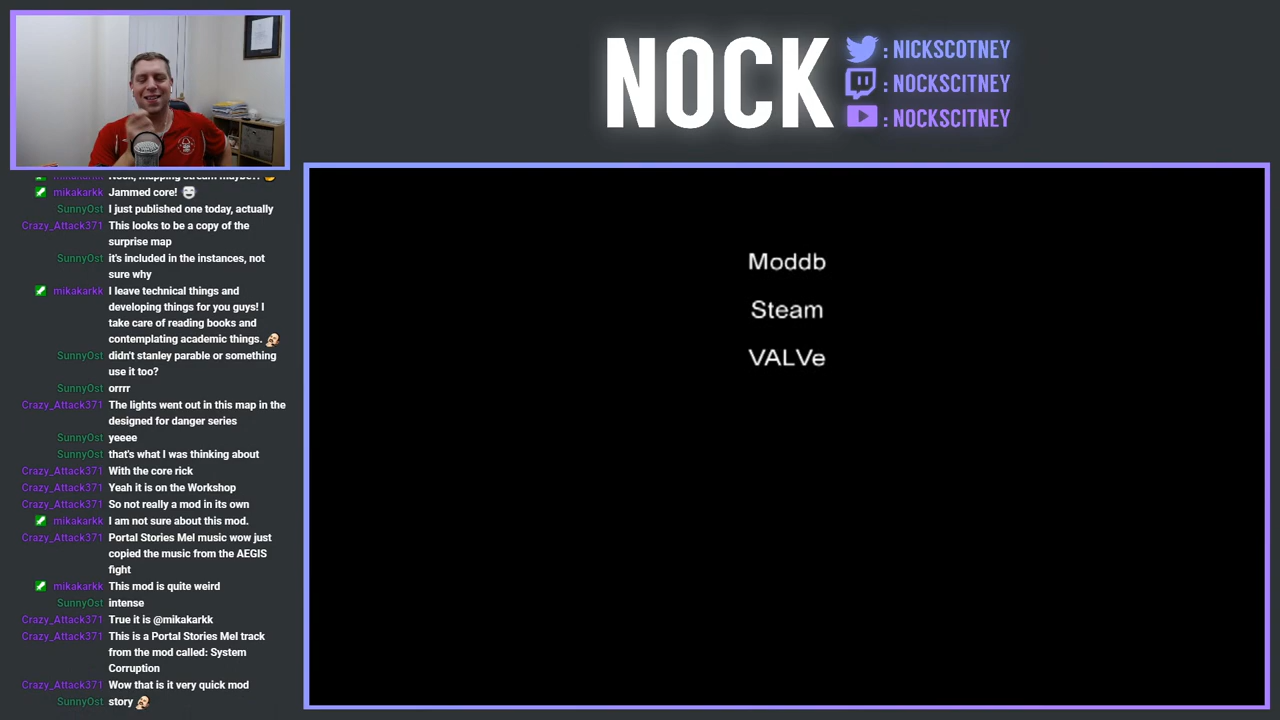 NOCK
: NICKSCOTNEY
: NOCKSCITNEY
: NOCKSCITNEY
mikakarkk Nock, mapping stream maybe??
mikakarkk Jammed core!
SunnyOst I just published one today, actually
Crazy_Attack371 This looks to be a copy of the
surprise map
SunnyOst it's included in the instances, not
sure why
mikakarkk I leave technical things and
developing things for you guys! I
take care of reading books and
contemplating academic things.
SunnyOst didn't stanley parable or something
use it too?
SunnyOst orrrr
Crazy_Attack371 The lights went out in this map in the
designed for danger series
SunnyOst yeeee
SunnyOst that's what I was thinking about
Crazy_Attack371 With the core rick
Crazy_Attack371 Yeah it is on the Workshop
Crazy_Attack371 So not really a mod in its own
mikakarkk I am not sure about this mod.
Crazy_Attack371 Portal Stories Mel music wow just
copied the music from the AEGIS
fight
mikakarkk This mod is quite weird
SunnyOst intense
Crazy_Attack371 True it is @mikakarkk
Crazy_Attack371 This is a Portal Stories Mel track
from the mod called: System
Corruption
Crazy_Attack371 Wow that is it very quick mod
SunnyOst story
Moddb
Steam
VALVe